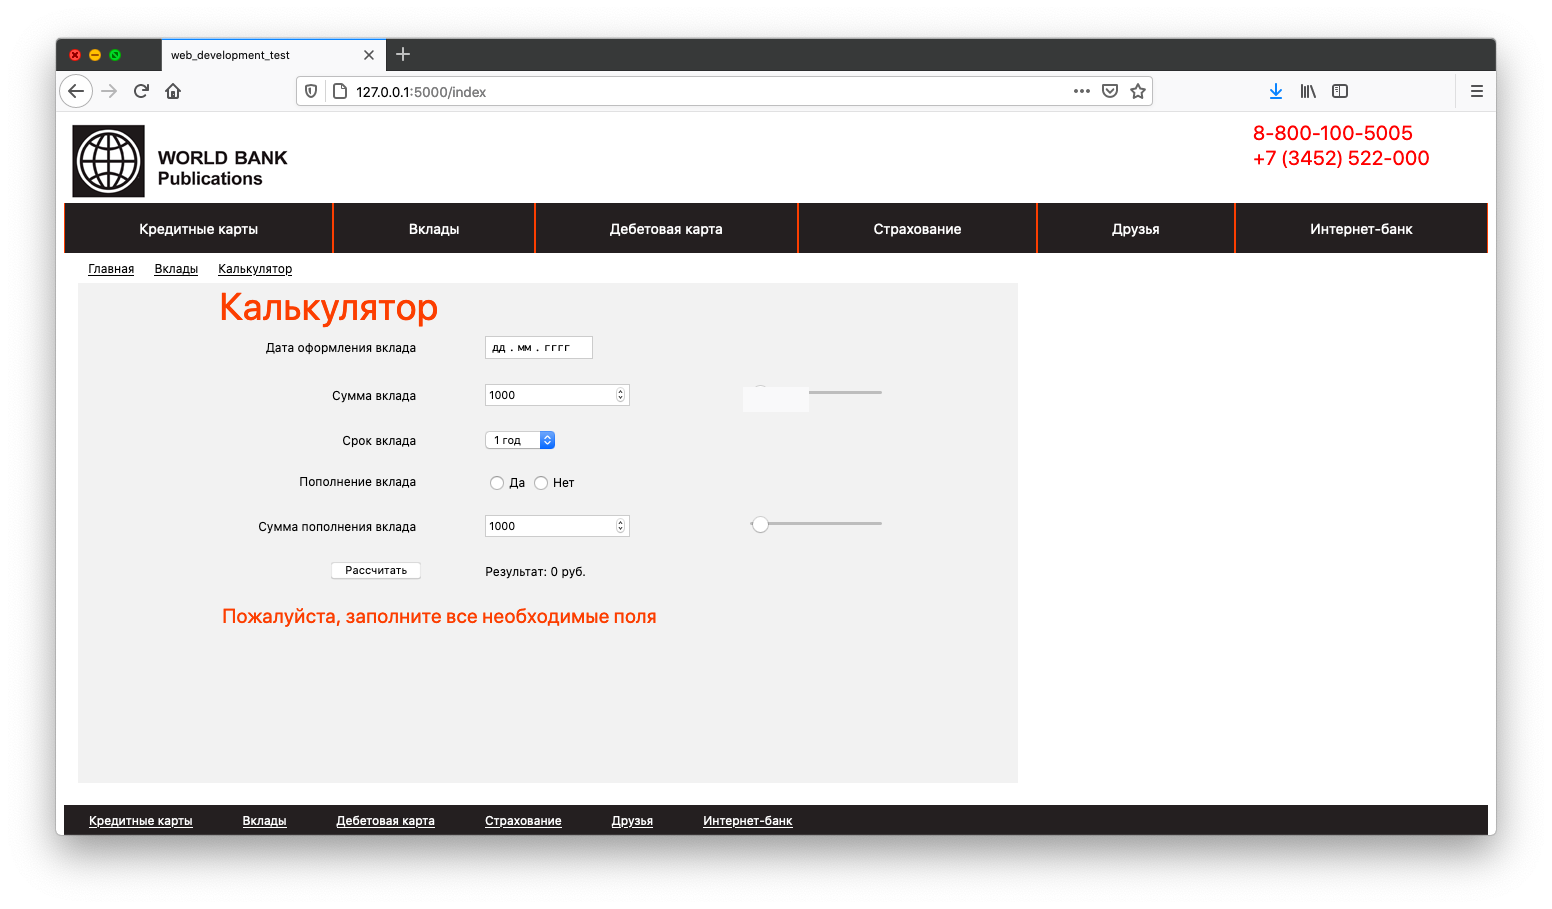 web_development_test
127.0.0.1:5000/index
8-800-100-5005
+7 (3452) 522-000
WORLD BANK
Publications
Кредитные карты Вклады Дебетовая карта Страхование Друзья Интернет-банк
Главная Вклады Калькулятор
Калькулятор
Дата оформления вклада дд . мм . гггг
Сумма вклада 1000
Срок вклада 1 год
Пополнение вклада Да Нет
Сумма пополнения вклада 1000
Рассчитать Результат: 0 руб.
Пожалуйста, заполните все необходимые поля
Кредитные карты Вклады Дебетовая карта Страхование Друзья Интернет-банк